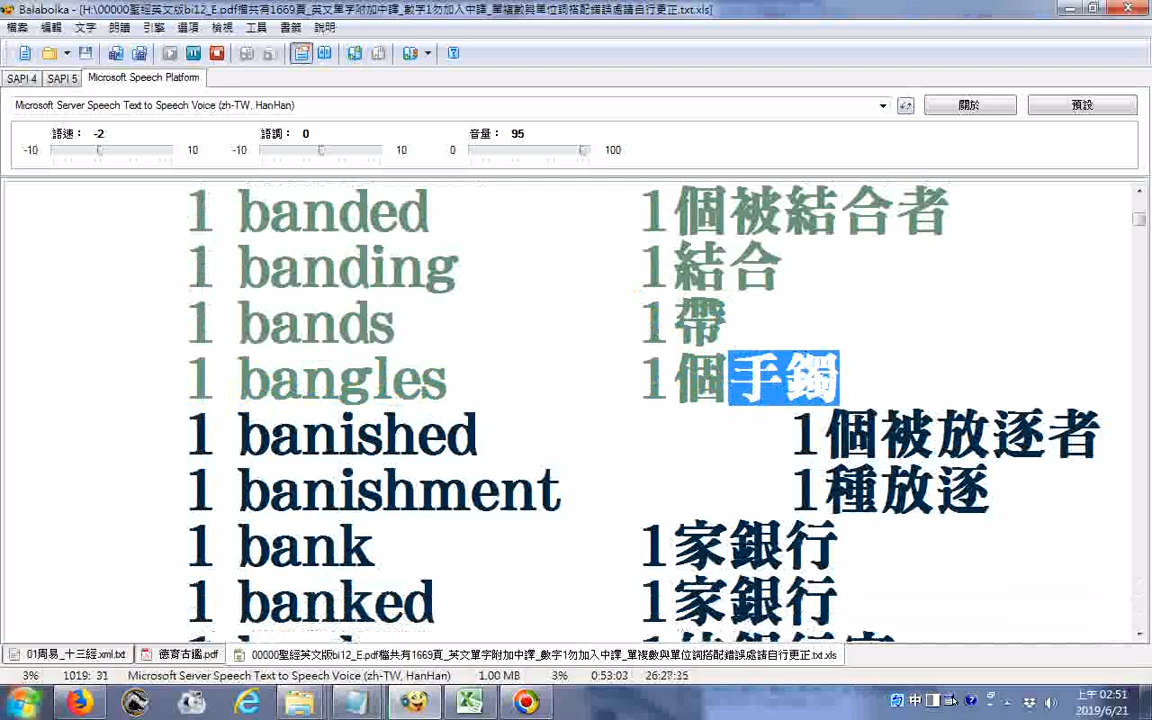 Balabolka - [H:\00000聖經英文版bi12_E.pdf檔共有1669頁_英文單字附加中譯_數字1勿加入中譯_單複數與單位詞搭配錯誤處請自行更正.txt.xls]
檔案 編輯 文字 朗讀 引擎 選項 檢視 工具 書籤 說明
SAPI 4 SAPI 5 Microsoft Speech Platform
Microsoft Server Speech Text to Speech Voice (zh-TW, HanHan) 關於 預設
語速： -2 語調： 0 音量： 95
-10 10 -10 10 0 100
1 banded 1個被結合者
1 banding 1結合
1 bands 1帶
1 bangles 1個手鐲
1 banished 1個被放逐者
1 banishment 1種放逐
1 bank 1家銀行
1 banked 1家銀行
01周易_十三經.xml.txt 德育古鑑.pdf 00000聖經英文版bi12_E.pdf檔共有1669頁_英文單字附加中譯_數字1勿加入中譯_單複數與單位詞搭配錯誤處請自行更正.txt.xls
3% 1019: 31 Microsoft Server Speech Text to Speech Voice (zh-TW, HanHan) 1.00 MB 3% 0:53:03 26:27:35
中 上午 02:51
2019/6/21